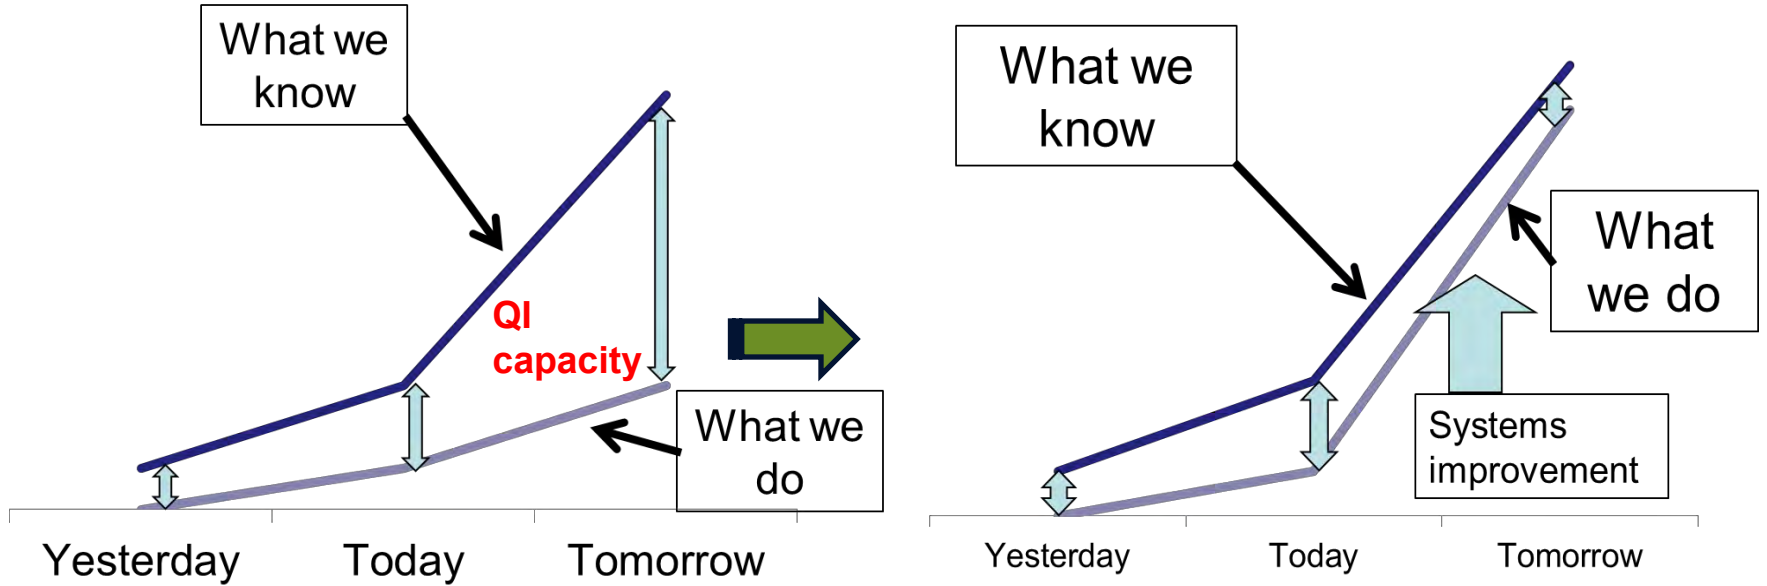 What we
know
QI
capacity
What we
do
Yesterday
Today
Tomorrow
What we
know
What
we do
Systems
improvement
Yesterday
Today
Tomorrow